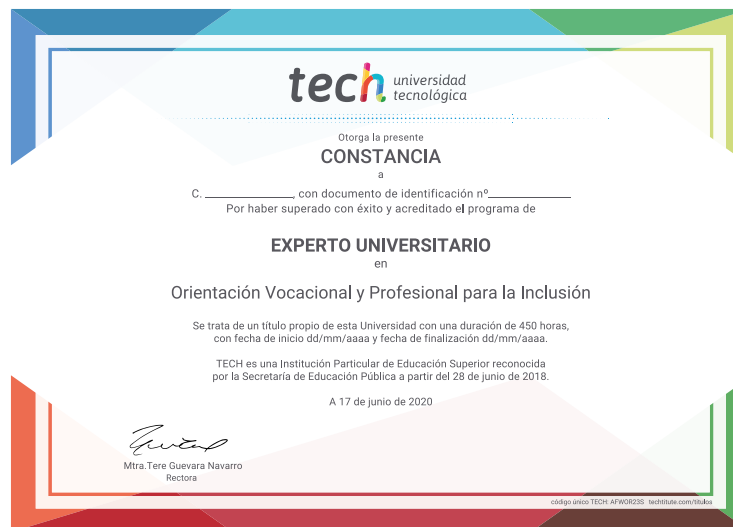 tech universidad
tecnológica
Otorga la presente
CONSTANCIA
a
C. ______________, con documento de identificación nº______________
Por haber superado con éxito y acreditado el programa de
EXPERTO UNIVERSITARIO
en
Orientación Vocacional y Profesional para la Inclusión
Se trata de un título propio de esta Universidad con una duración de 450 horas,
con fecha de inicio dd/mm/aaaa y fecha de finalización dd/mm/aaaa.
TECH es una Institución Particular de Educación Superior reconocida
por la Secretaría de Educación Pública a partir del 28 de junio de 2018.
A 17 de junio de 2020
Mtra.Tere Guevara Navarro
Rectora
código único TECH: AFWOR23S techtitute.com/titulos